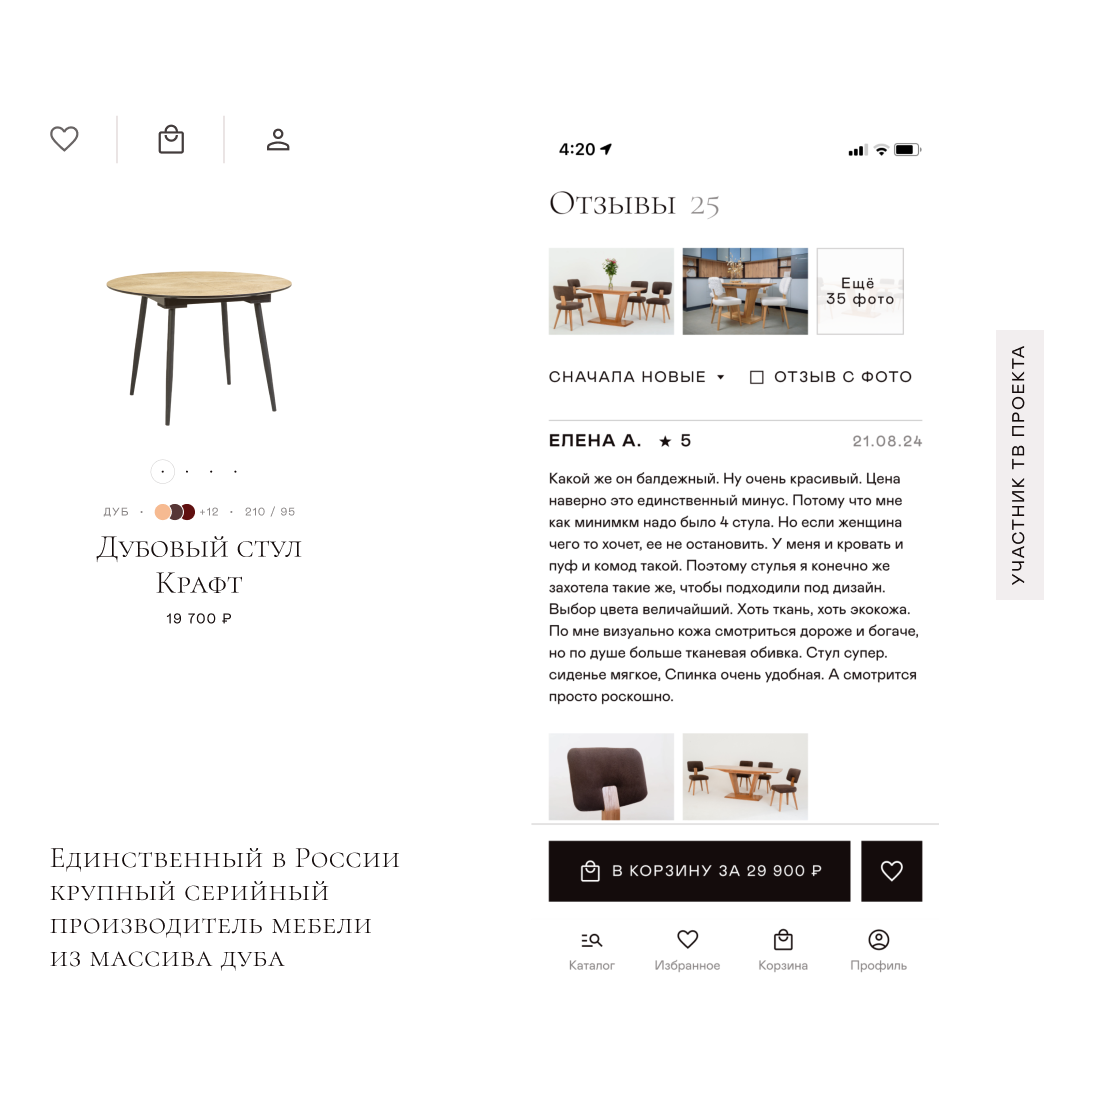 ДУБ · +12 · 210 / 95
Дубовый стул
Крафт
19 700 ₽
Единственный в России
крупный серийный
производитель мебели
из массива дуба
4:20
Отзывы 25
Ещё
35 фото
СНАЧАЛА НОВЫЕ ОТЗЫВ С ФОТО
ЕЛЕНА А. ★ 5 21.08.24
Какой же он балдежный. Ну очень красивый. Цена
наверно это единственный минус. Потому что мне
как минимкм надо было 4 стула. Но если женщина
чего то хочет, ее не остановить. У меня и кровать и
пуф и комод такой. Поэтому стулья я конечно же
захотела такие же, чтобы подходили под дизайн.
Выбор цвета величайший. Хоть ткань, хоть экокожа.
По мне визуально кожа смотриться дороже и богаче,
но по душе больше тканевая обивка. Стул супер.
сиденье мягкое, Спинка очень удобная. А смотрится
просто роскошно.
В КОРЗИНУ ЗА 29 900 ₽
Каталог Избранное Корзина Профиль
УЧАСТНИК ТВ ПРОЕКТА